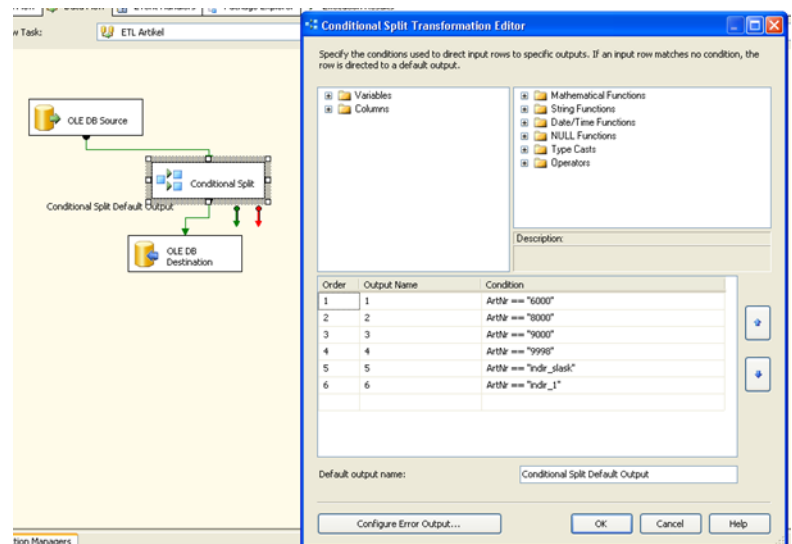 Task:
ETL Artikel
OLE DB Source
Conditional Split
Conditional Split Default Output
OLE DB
Destination
Conditional Split Transformation Editor
Specify the conditions used to direct input rows to specific outputs. If an input row matches no condition, the
row is directed to a default output.
Variables
Columns
Mathematical Functions
String Functions
Date/Time Functions
NULL Functions
Type Casts
Operators
Description:
Order Output Name Condition
1 1 ArtNr == "6000"
2 2 ArtNr == "8000"
3 3 ArtNr == "9000"
4 4 ArtNr == "9998"
5 5 ArtNr == "indr_slask"
6 6 ArtNr == "indr_1"
Default output name: Conditional Split Default Output
Configure Error Output... OK Cancel Help
Managers